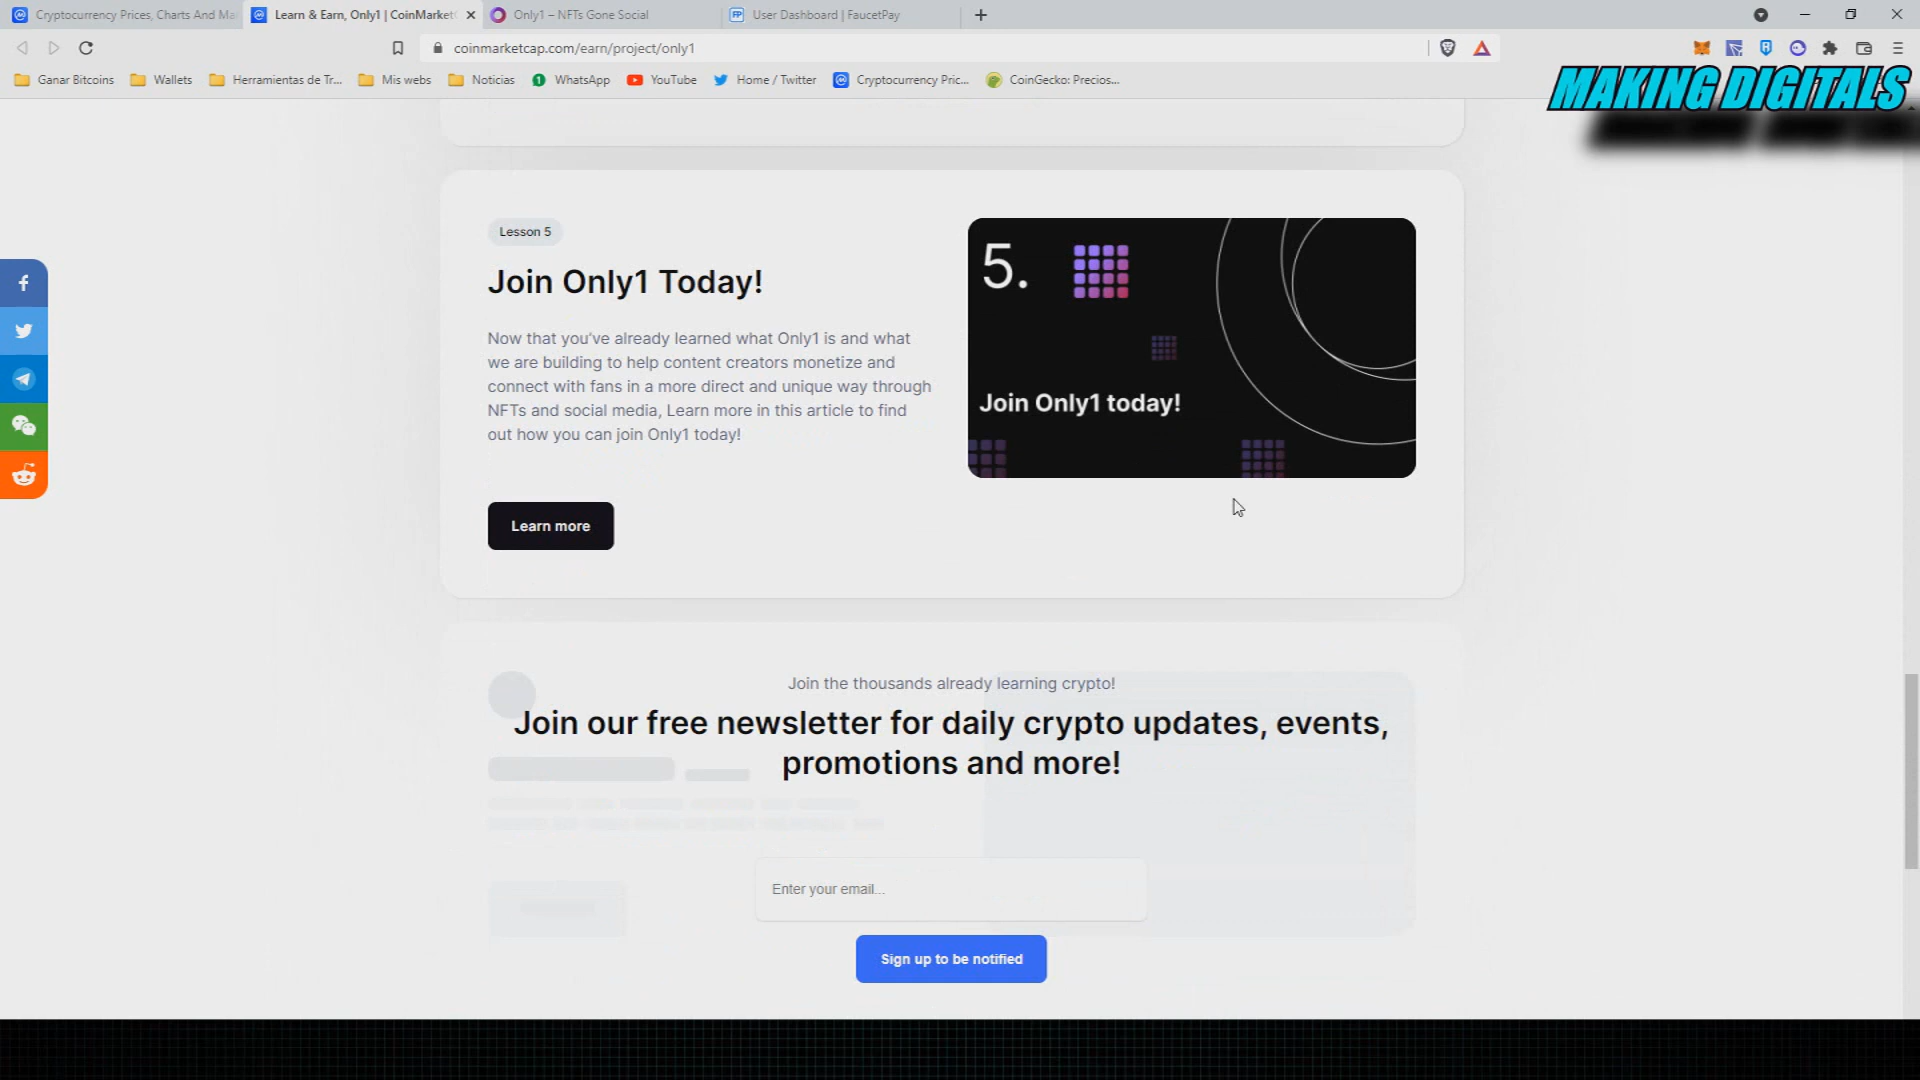 Cryptocurrency Prices, Charts And Ma
Learn & Earn, Only1 | CoinMarket
Only1 – NFTs Gone Social
User Dashboard | FaucetPay
coinmarketcap.com/earn/project/only1
Ganar Bitcoins
Wallets
Herramientas de Tr...
Mis webs
Noticias
WhatsApp
YouTube
Home / Twitter
Cryptocurrency Pric...
CoinGecko: Precios...
MAKING DIGITALS
Lesson 5
Join Only1 Today!
Now that you've already learned what Only1 is and what
we are building to help content creators monetize and
connect with fans in a more direct and unique way through
NFTs and social media, Learn more in this article to find
out how you can join Only1 today!
Learn more
5.
Join Only1 today!
Join the thousands already learning crypto!
Join our free newsletter for daily crypto updates, events,
promotions and more!
Enter your email...
Sign up to be notified